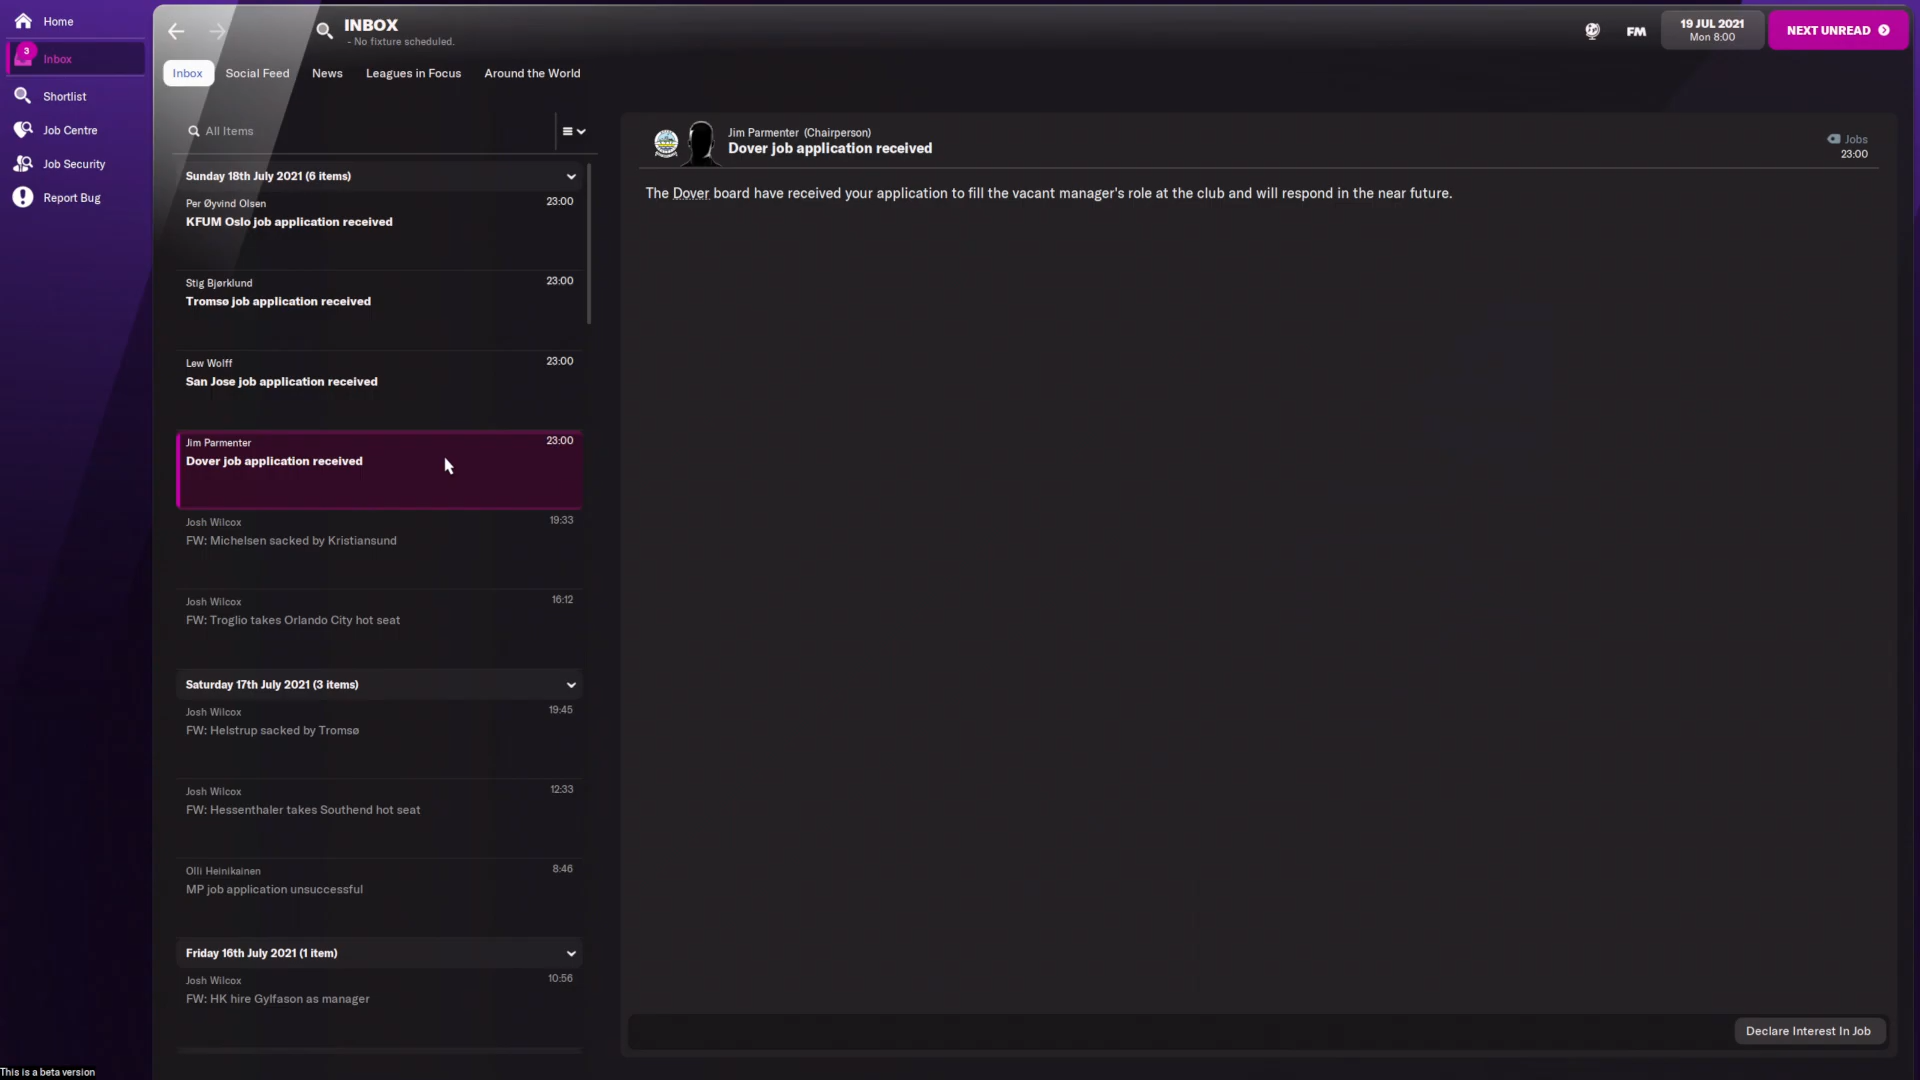 Home
3
Inbox
Shortlist
Job Centre
Job Security
Report Bug
INBOX
- No fixture scheduled.
FM
19 JUL 2021
Mon 8:00
NEXT UNREAD
Inbox Social Feed News Leagues in Focus Around the World
All Items
Sunday 18th July 2021 (6 items)
Per Øyvind Olsen 23:00
KFUM Oslo job application received
Stig Bjørklund 23:00
Tromsø job application received
Lew Wolff 23:00
San Jose job application received
Jim Parmenter 23:00
Dover job application received
Josh Wilcox 19:33
FW: Michelsen sacked by Kristiansund
Josh Wilcox 16:12
FW: Troglio takes Orlando City hot seat
Saturday 17th July 2021 (3 items)
Josh Wilcox 19:45
FW: Helstrup sacked by Tromsø
Josh Wilcox 12:33
FW: Hessenthaler takes Southend hot seat
Olli Heinikainen 8:46
MP job application unsuccessful
Friday 16th July 2021 (1 item)
Josh Wilcox 10:56
FW: HK hire Gylfason as manager
Jim Parmenter (Chairperson)
Dover job application received
Jobs
23:00
The Dover board have received your application to fill the vacant manager's role at the club and will respond in the near future.
Declare Interest In Job
This is a beta version